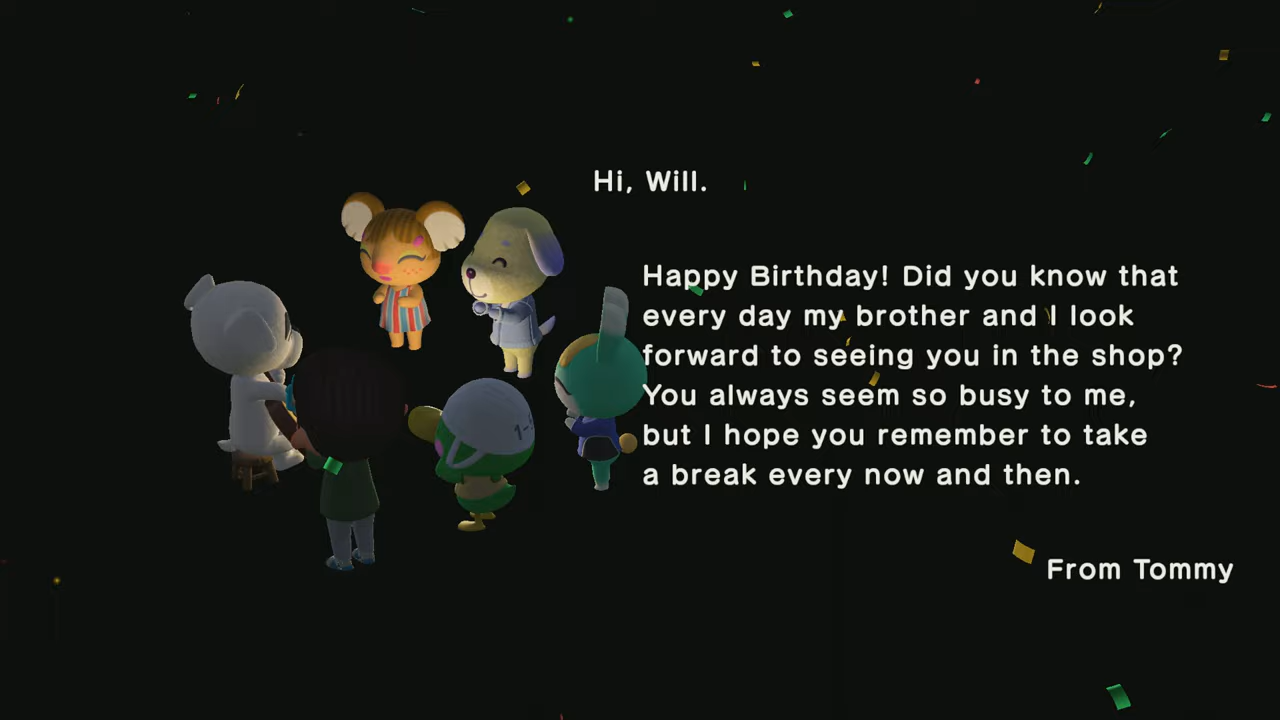 Hi, Will.
Happy Birthday! Did you know that
every day my brother and I look
forward to seeing you in the shop?
You always seem so busy to me,
but I hope you remember to take
a break every now and then.
From Tommy